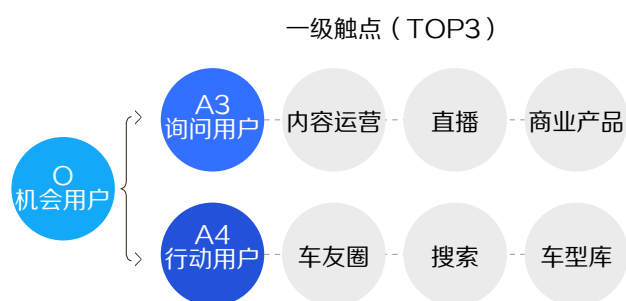 一级触点（TOP3）
A3
询问用户
内容运营
直播
商业产品
O
机会用户
A4
行动用户
车友圈
搜索
车型库